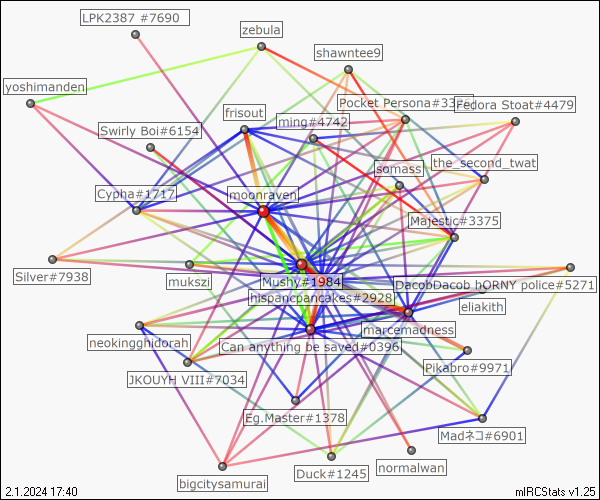 LPK2387 #7690
zebula
shawntee9
yoshimanden
Pocket Persona#33
Fedora Stoat#4479
frisout
ming#4742
Swirly Boi#6154
the_second_twat
somass
Cypha#1717
moonraven
Majestic#3375
Silver#7938
mukszi
Mushy#1984
DacobDacob hORNY police#5271
hispancpancakes#2928
eliakith
marcemadness
neokingghidorah
Can anything be saved#0396
Pikabro#9971
JKOUYH VIII#7034
Eg.Master#1378
Madネコ#6901
bigcitysamurai
Duck#1245
normalwan
2.1.2024 17:40
mIRCStats v1.25